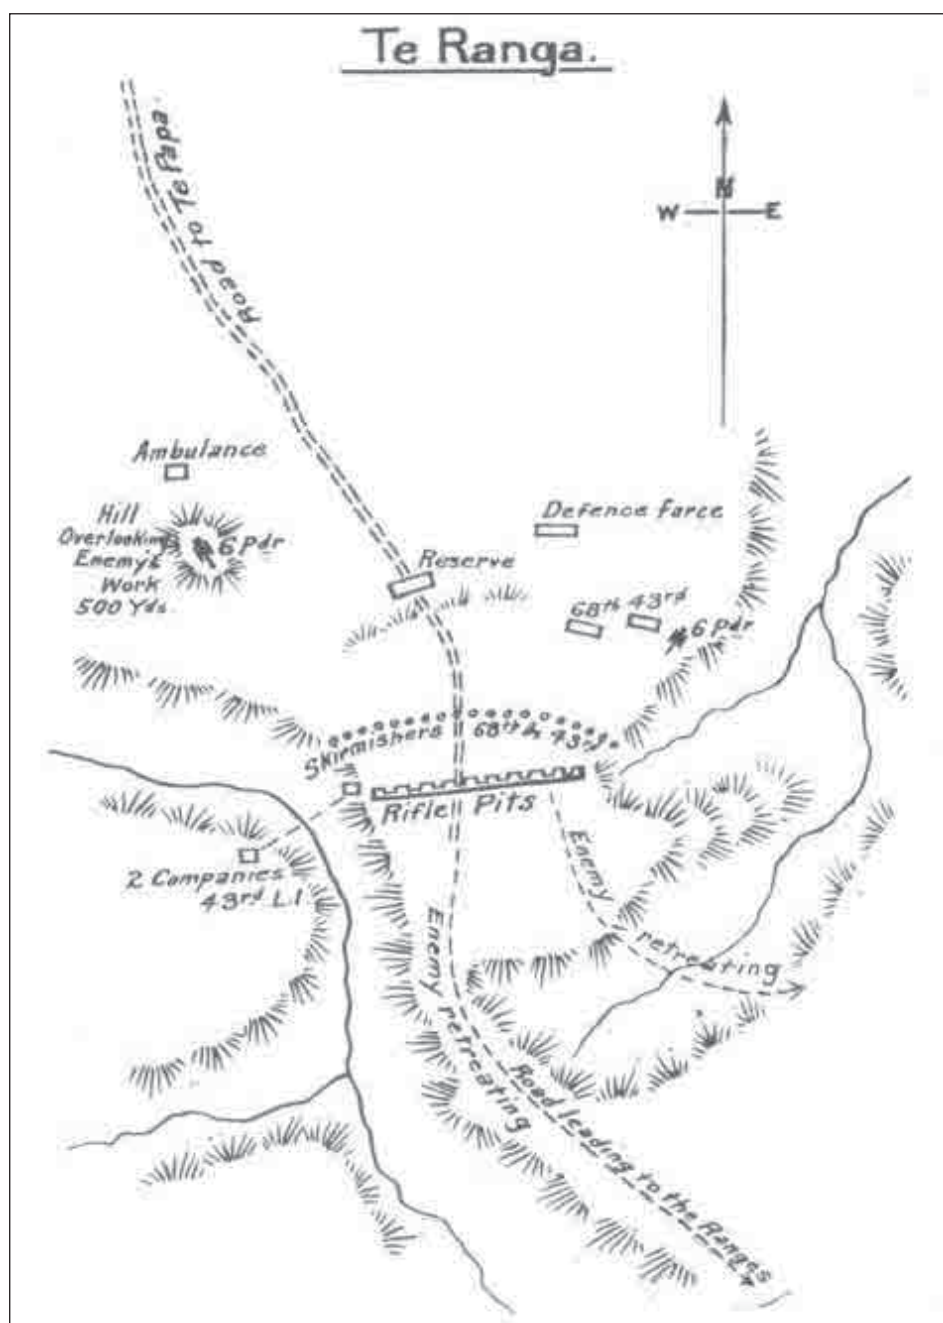 Te Ranga.
Road to Te Papa.
N
W E
Ambulance
Hill
Overlooking
Enemy's
Work
500 Yds.
6 Pdr
Defence force
Reserve
68th 43rd
6 Pdr
Skirmishers 68th & 43rd
Rifle Pits
2 Companies
43rd L.I.
Enemy retreating
Enemy retreating
Road leading to the Ranges